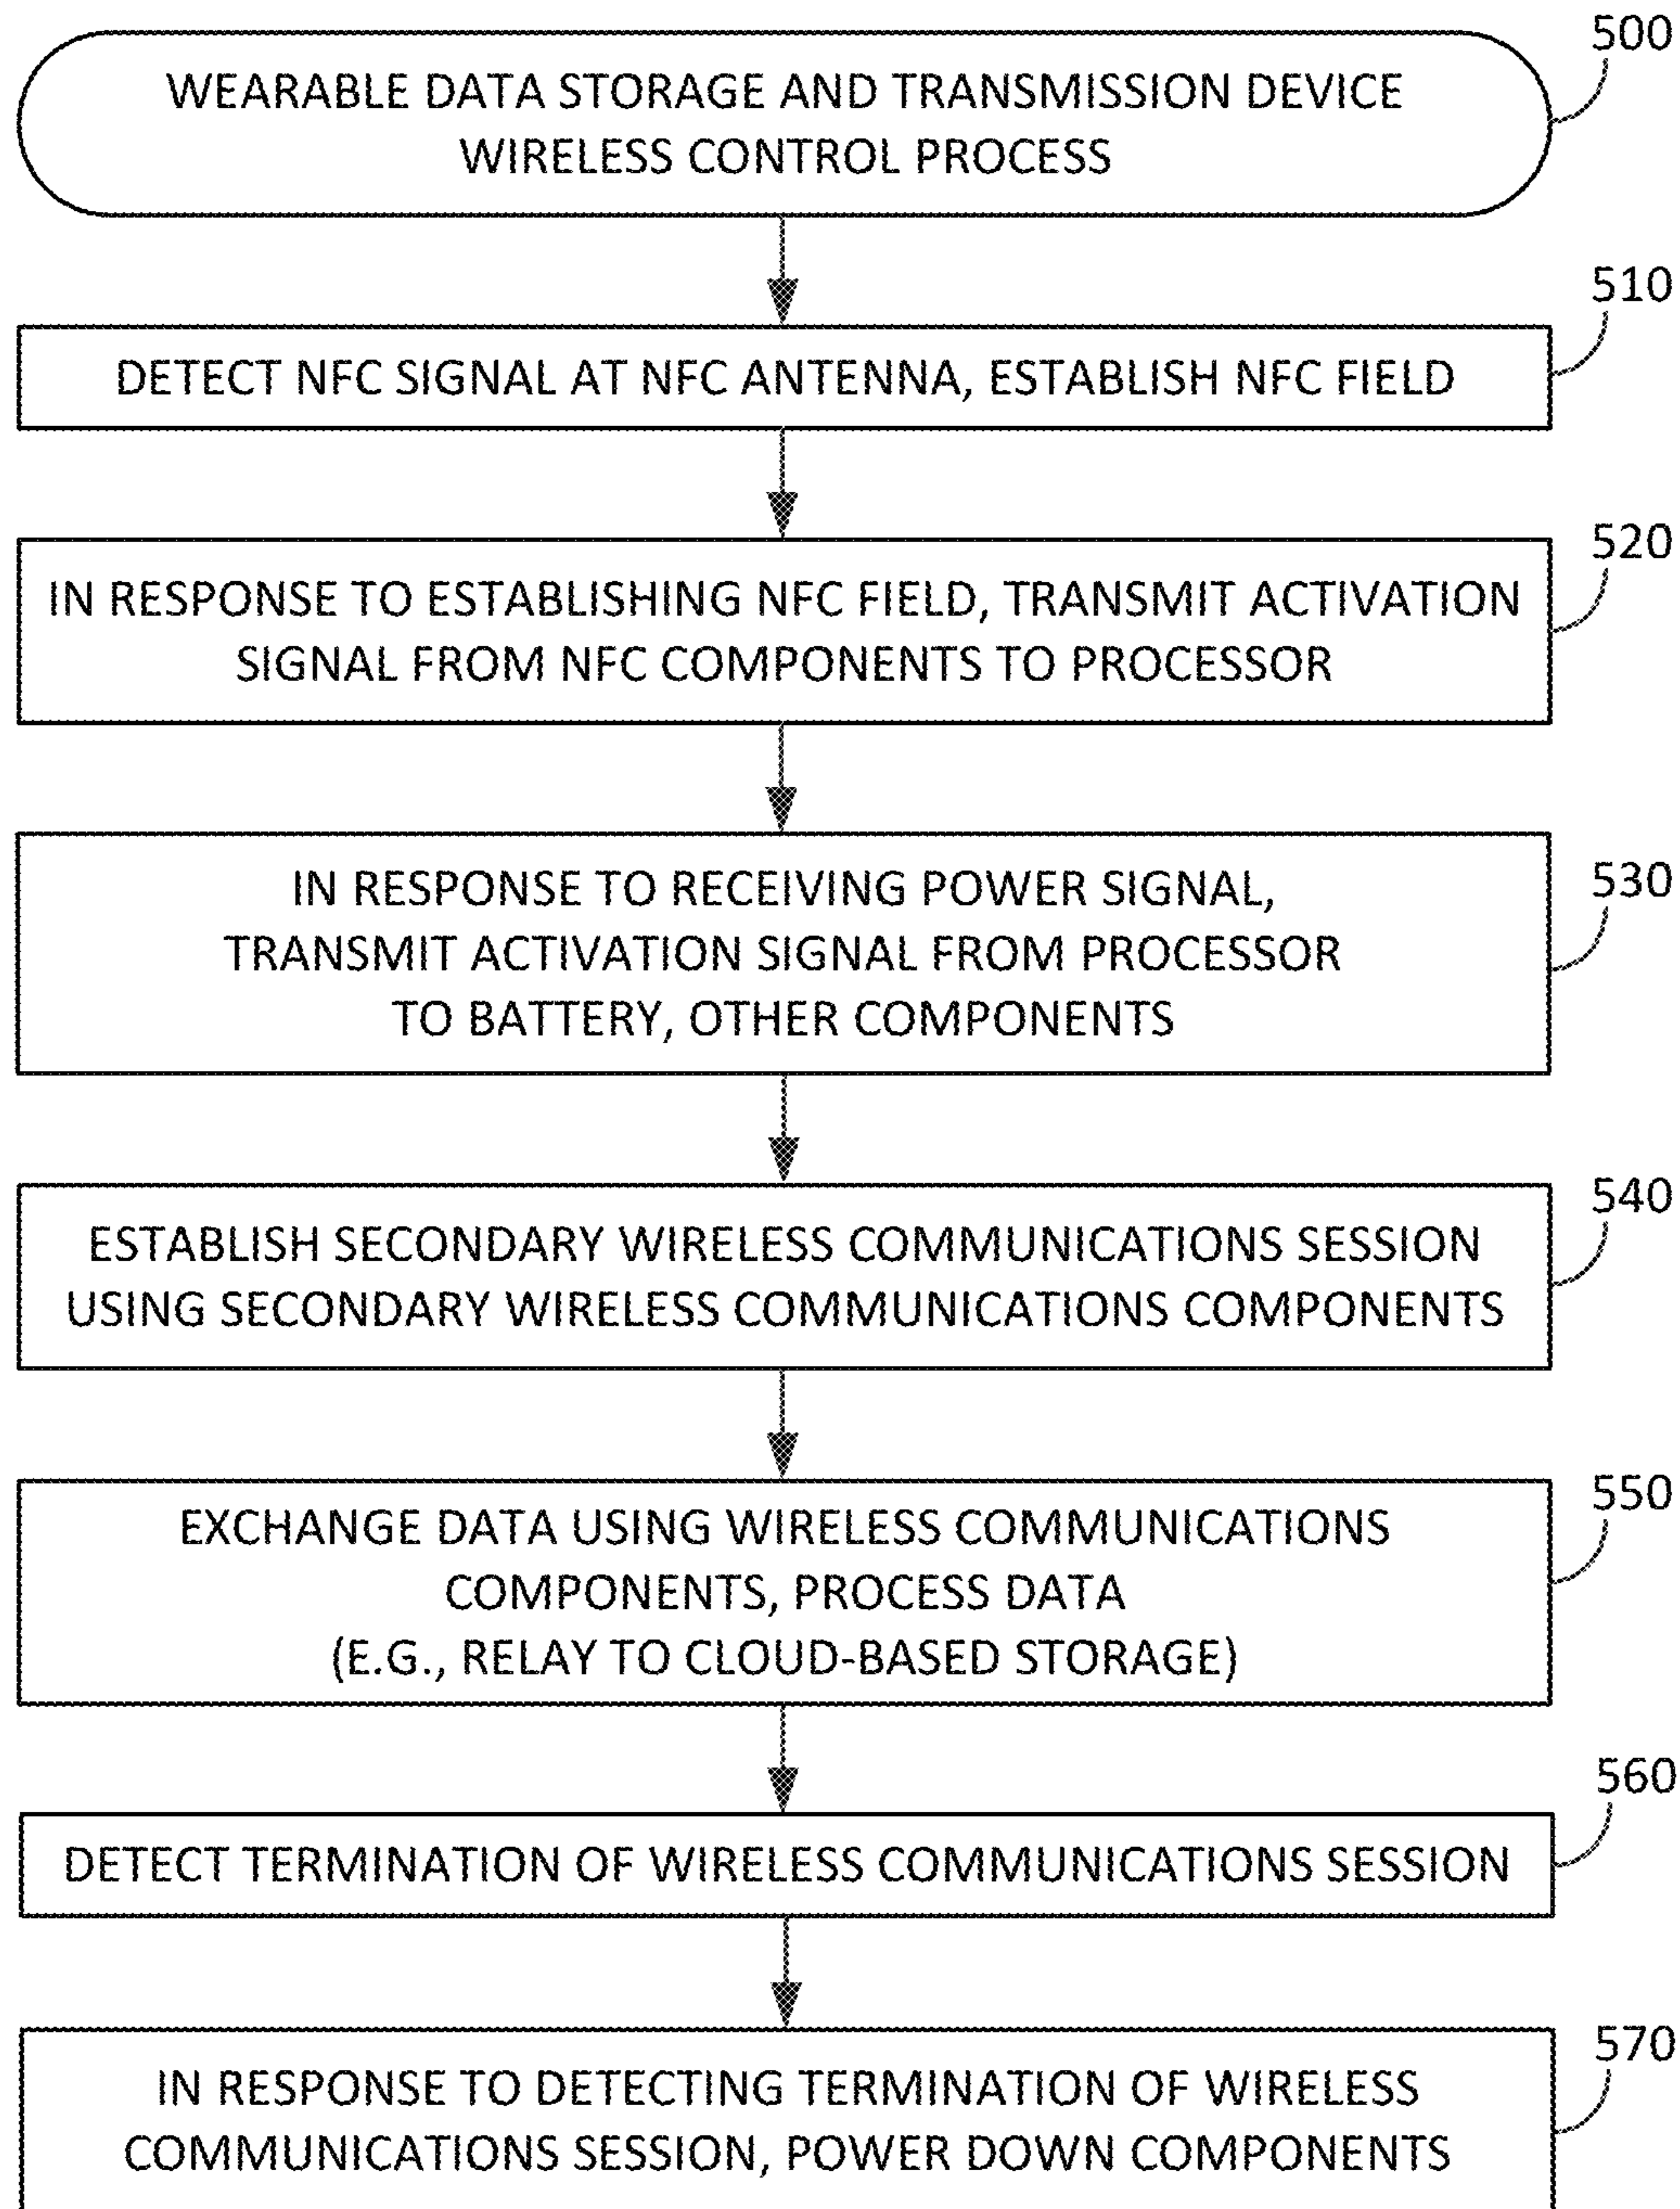 500
WEARABLE DATA STORAGE AND TRANSMISSION DEVICE
WIRELESS CONTROL PROCESS
510
DETECT NFC SIGNAL AT NFC ANTENNA, ESTABLISH NFC FIELD
520
IN RESPONSE TO ESTABLISHING NFC FIELD, TRANSMIT ACTIVATION
SIGNAL FROM NFC COMPONENTS TO PROCESSOR
530
IN RESPONSE TO RECEIVING POWER SIGNAL,
TRANSMIT ACTIVATION SIGNAL FROM PROCESSOR
TO BATTERY, OTHER COMPONENTS
540
ESTABLISH SECONDARY WIRELESS COMMUNICATIONS SESSION
USING SECONDARY WIRELESS COMMUNICATIONS COMPONENTS
550
EXCHANGE DATA USING WIRELESS COMMUNICATIONS
COMPONENTS, PROCESS DATA
(E.G., RELAY TO CLOUD-BASED STORAGE)
560
DETECT TERMINATION OF WIRELESS COMMUNICATIONS SESSION
570
IN RESPONSE TO DETECTING TERMINATION OF WIRELESS
COMMUNICATIONS SESSION, POWER DOWN COMPONENTS